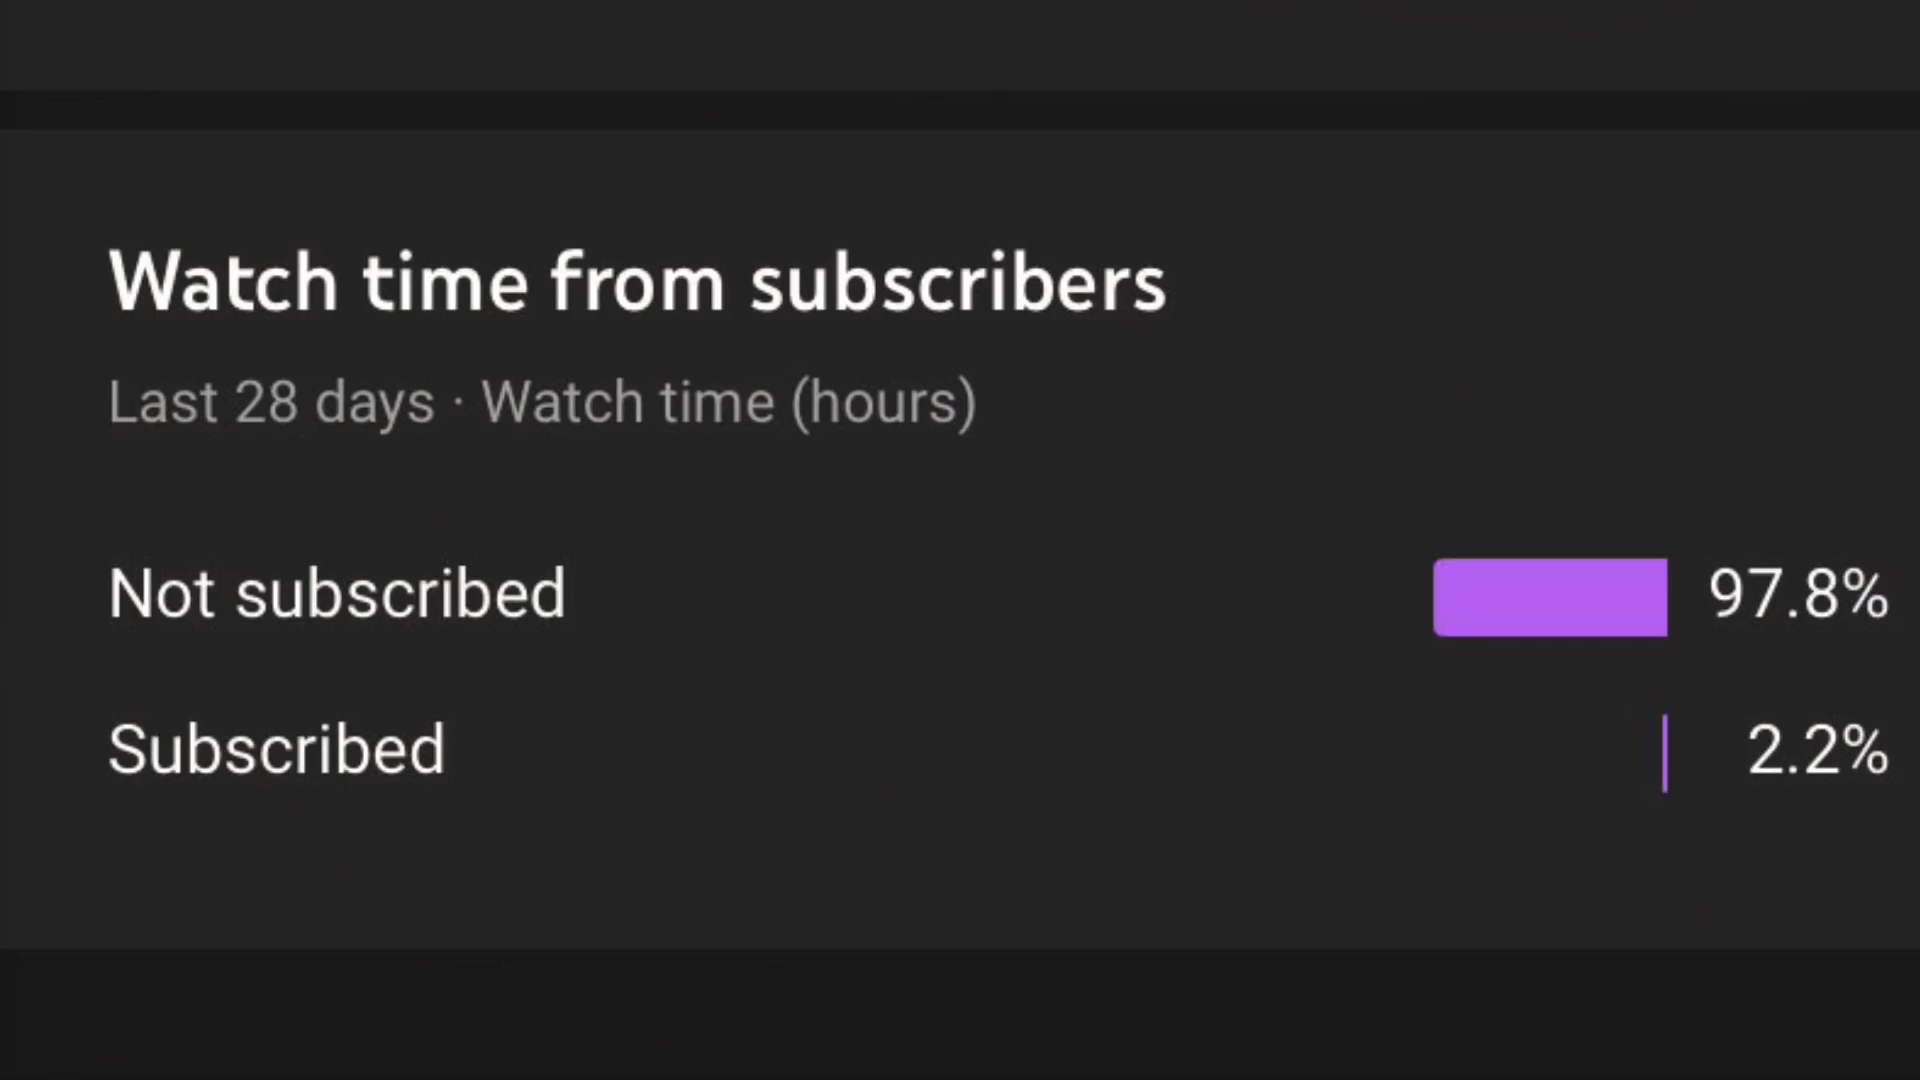 Watch time from subscribers
Last 28 days · Watch time (hours)
Not subscribed 97.8%
Subscribed 2.2%